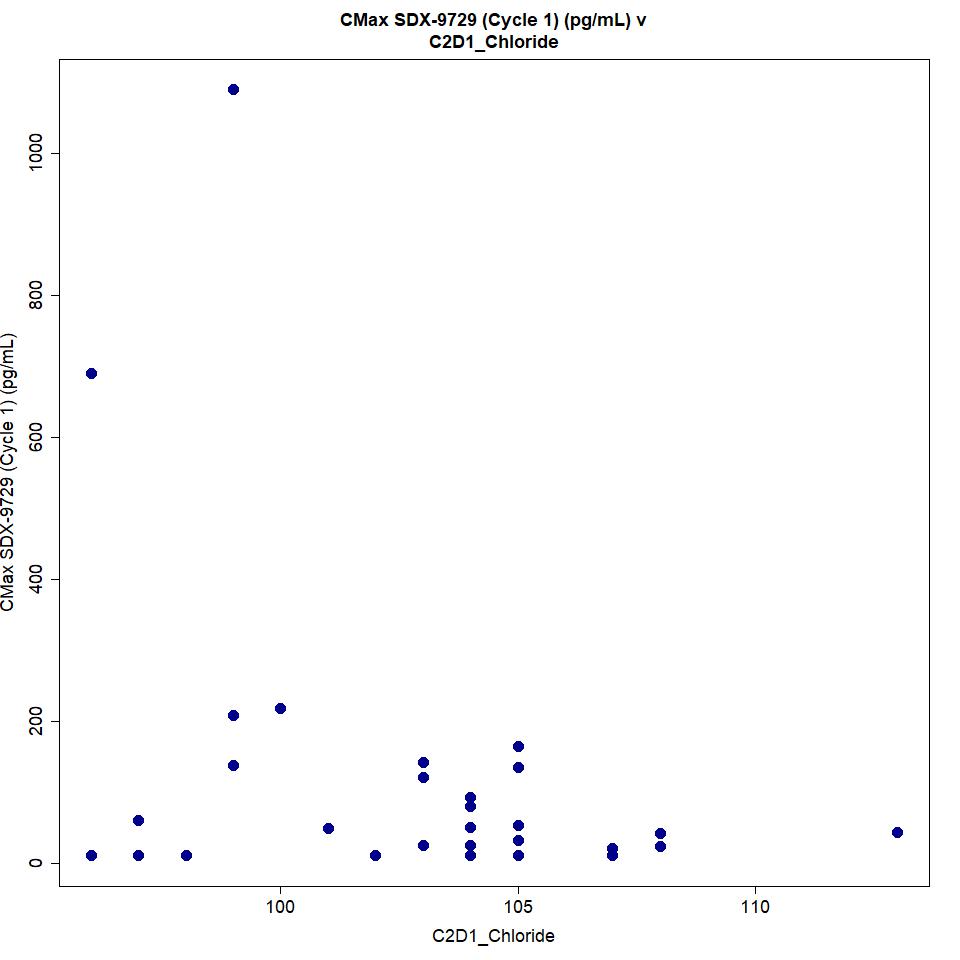 CMax SDX-9729 (Cycle 1) (pg/mL) v
C2D1_Chloride
CMax SDX-9729 (Cycle 1) (pg/mL)
1000
800
600
400
200
0
100 105 110
C2D1_Chloride